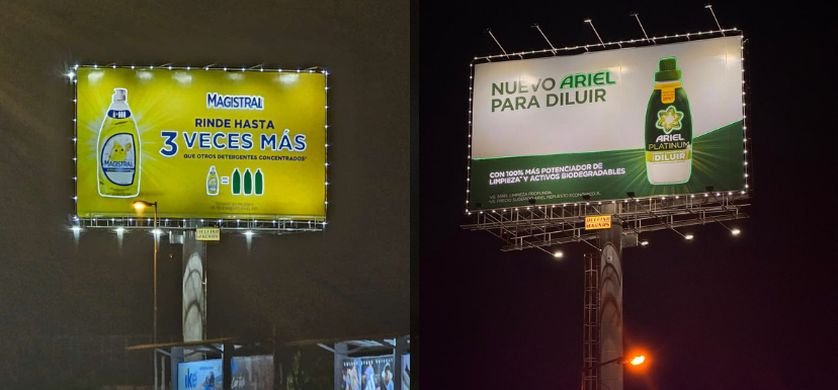 MAGISTRAL
RINDE HASTA
3 VECES MÁS
QUE OTROS DETERGENTES CONCENTRADOS*
MAGISTRAL
=
NUEVO ARIEL
PARA DILUIR
ARIEL
PLATINUM
DILUIR
CON 100% MÁS POTENCIADOR DE
LIMPIEZA* Y ACTIVOS BIODEGRADABLES